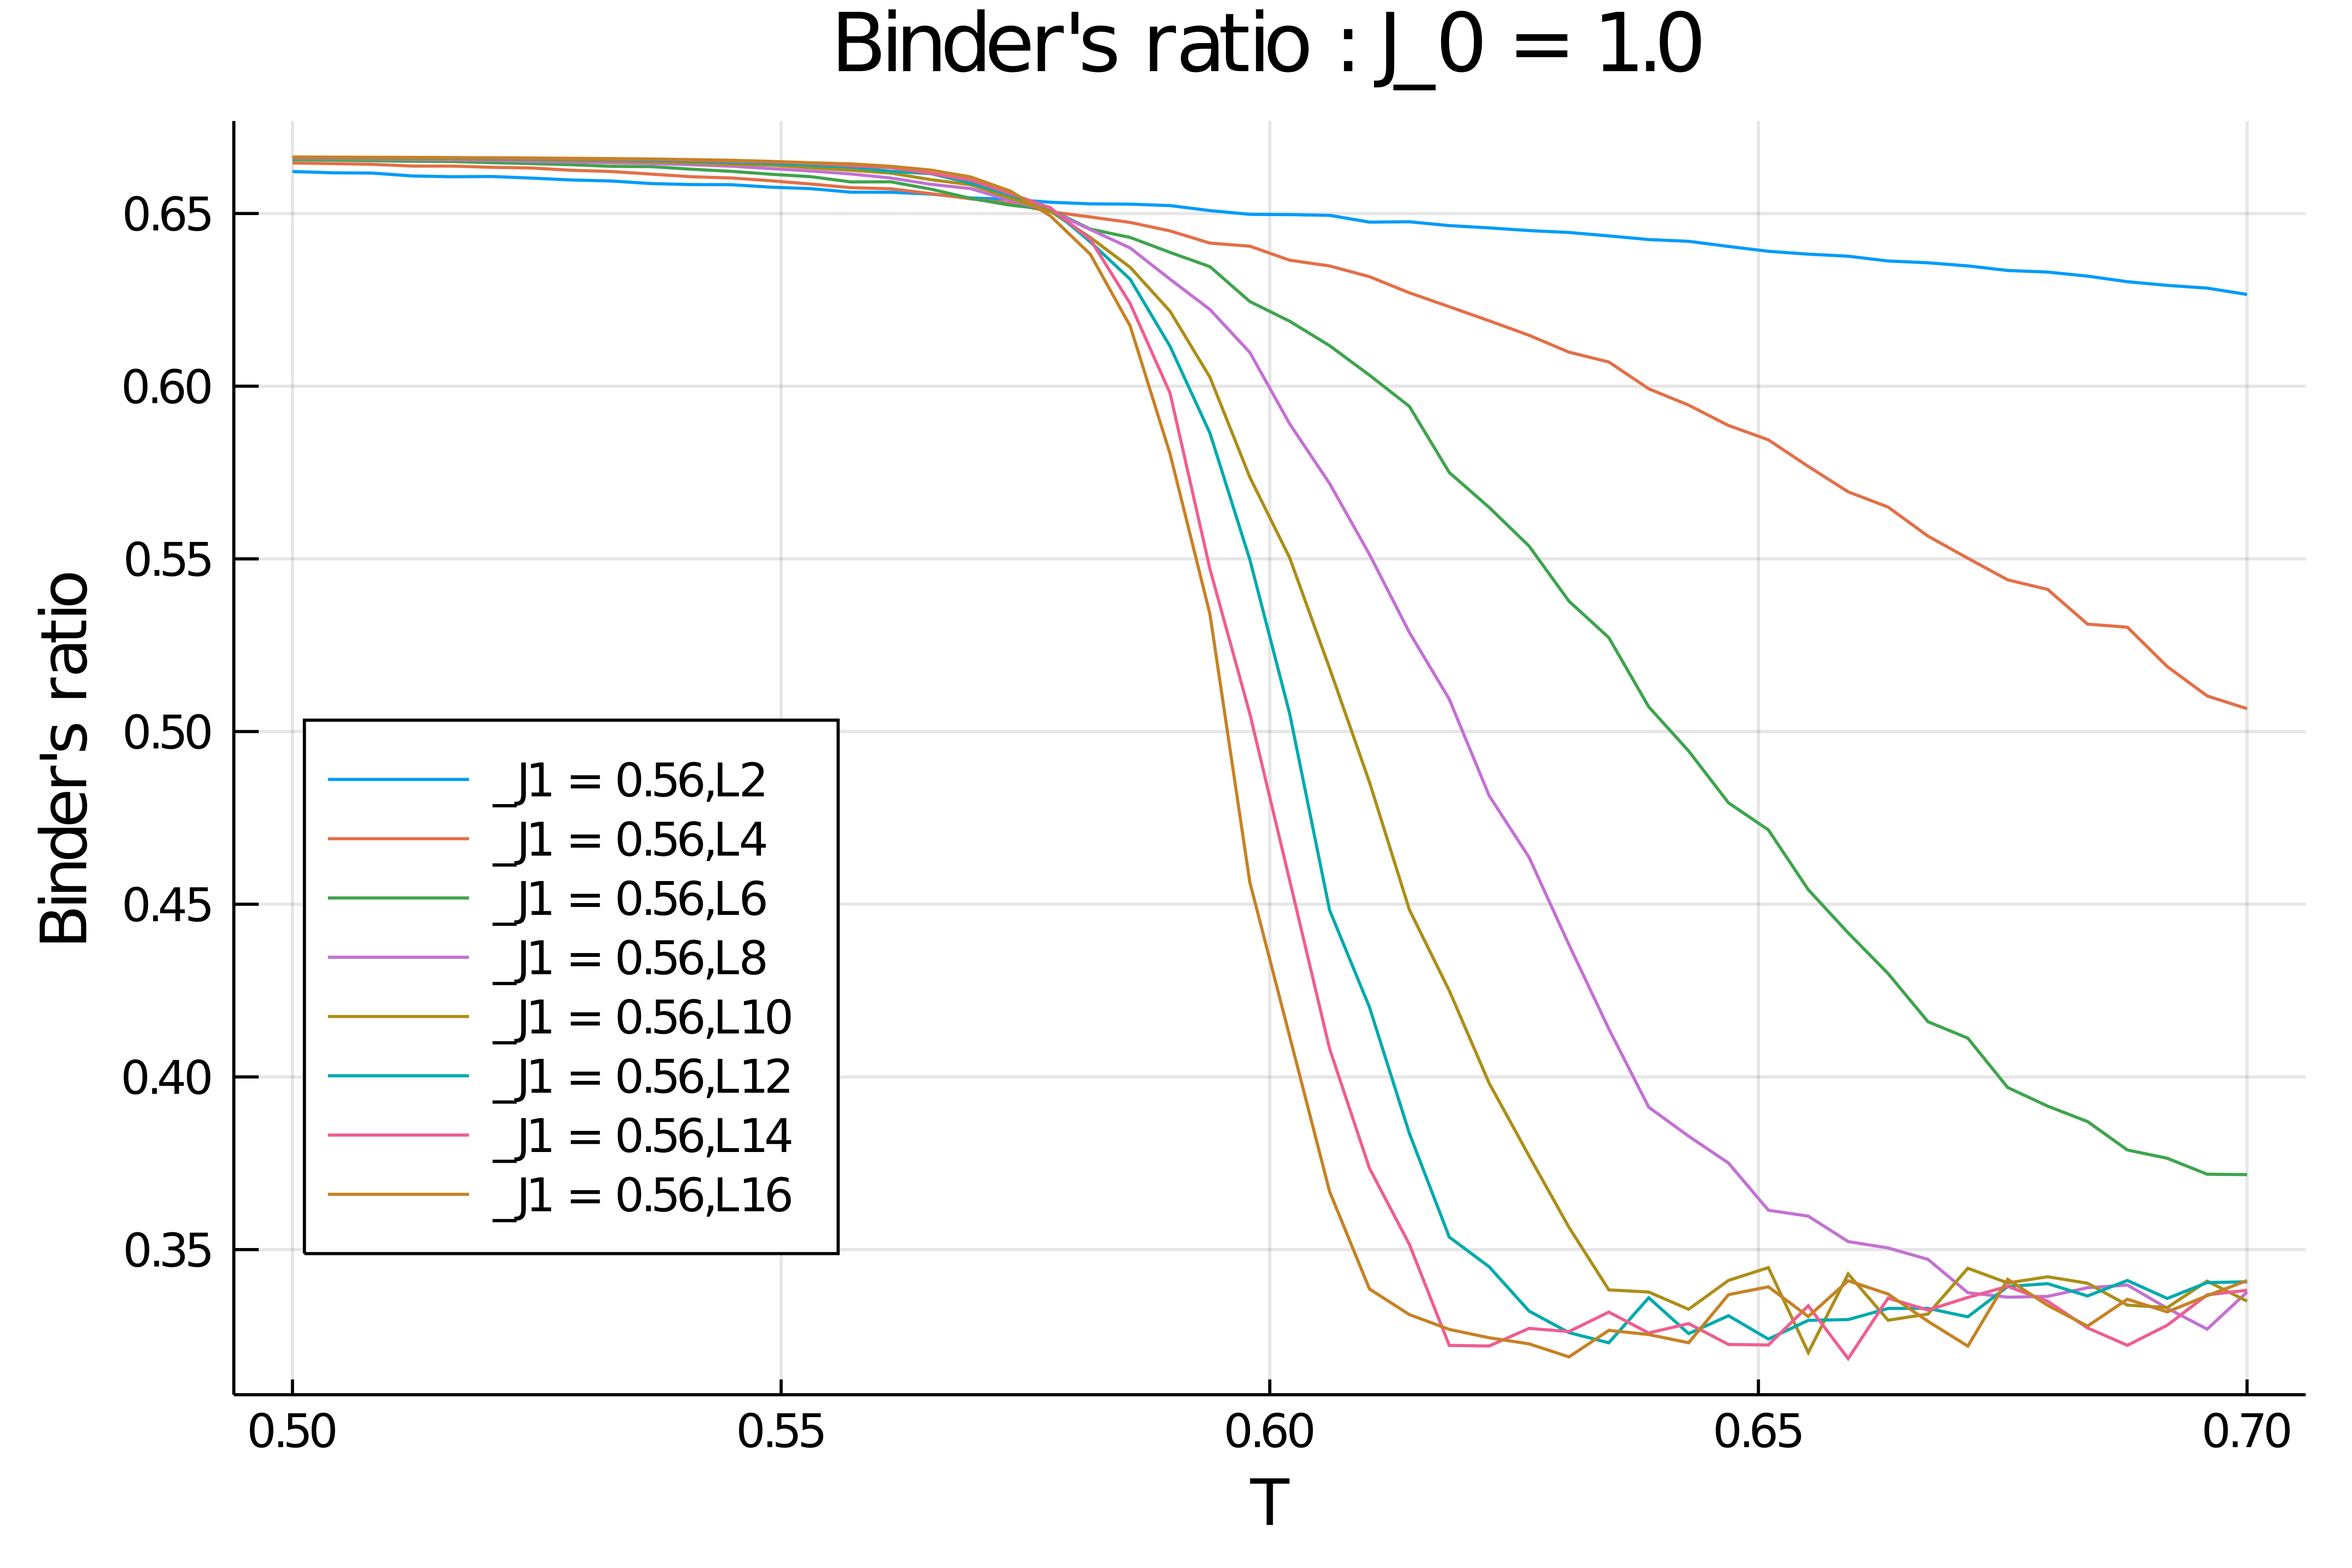 Binder's ratio : J_0 = 1.0
Binder's ratio
0.65
0.60
0.55
0.50
0.45
0.40
0.35
_J1 = 0.56,L2
_J1 = 0.56,L4
_J1 = 0.56,L6
_J1 = 0.56,L8
_J1 = 0.56,L10
_J1 = 0.56,L12
_J1 = 0.56,L14
_J1 = 0.56,L16
0.50 0.55 0.60 0.65 0.70
T